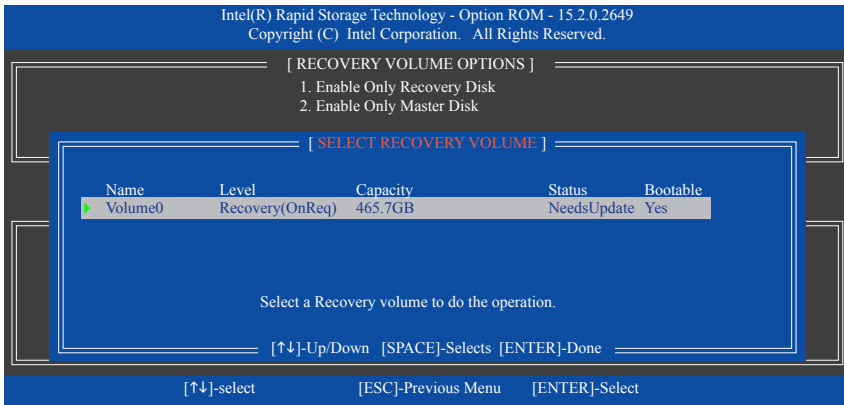 Intel(R) Rapid Storage Technology - Option ROM - 15.2.0.2649
Copyright (C) Intel Corporation. All Rights Reserved.
[ RECOVERY VOLUME OPTIONS ]
1. Enable Only Recovery Disk
2. Enable Only Master Disk
[ SELECT RECOVERY VOLUME ]
Name Level Capacity Status Bootable
Volume0 Recovery(OnReq) 465.7GB NeedsUpdate Yes
Select a Recovery volume to do the operation.
[↑↓]-Up/Down [SPACE]-Selects [ENTER]-Done
[↑↓]-select [ESC]-Previous Menu [ENTER]-Select